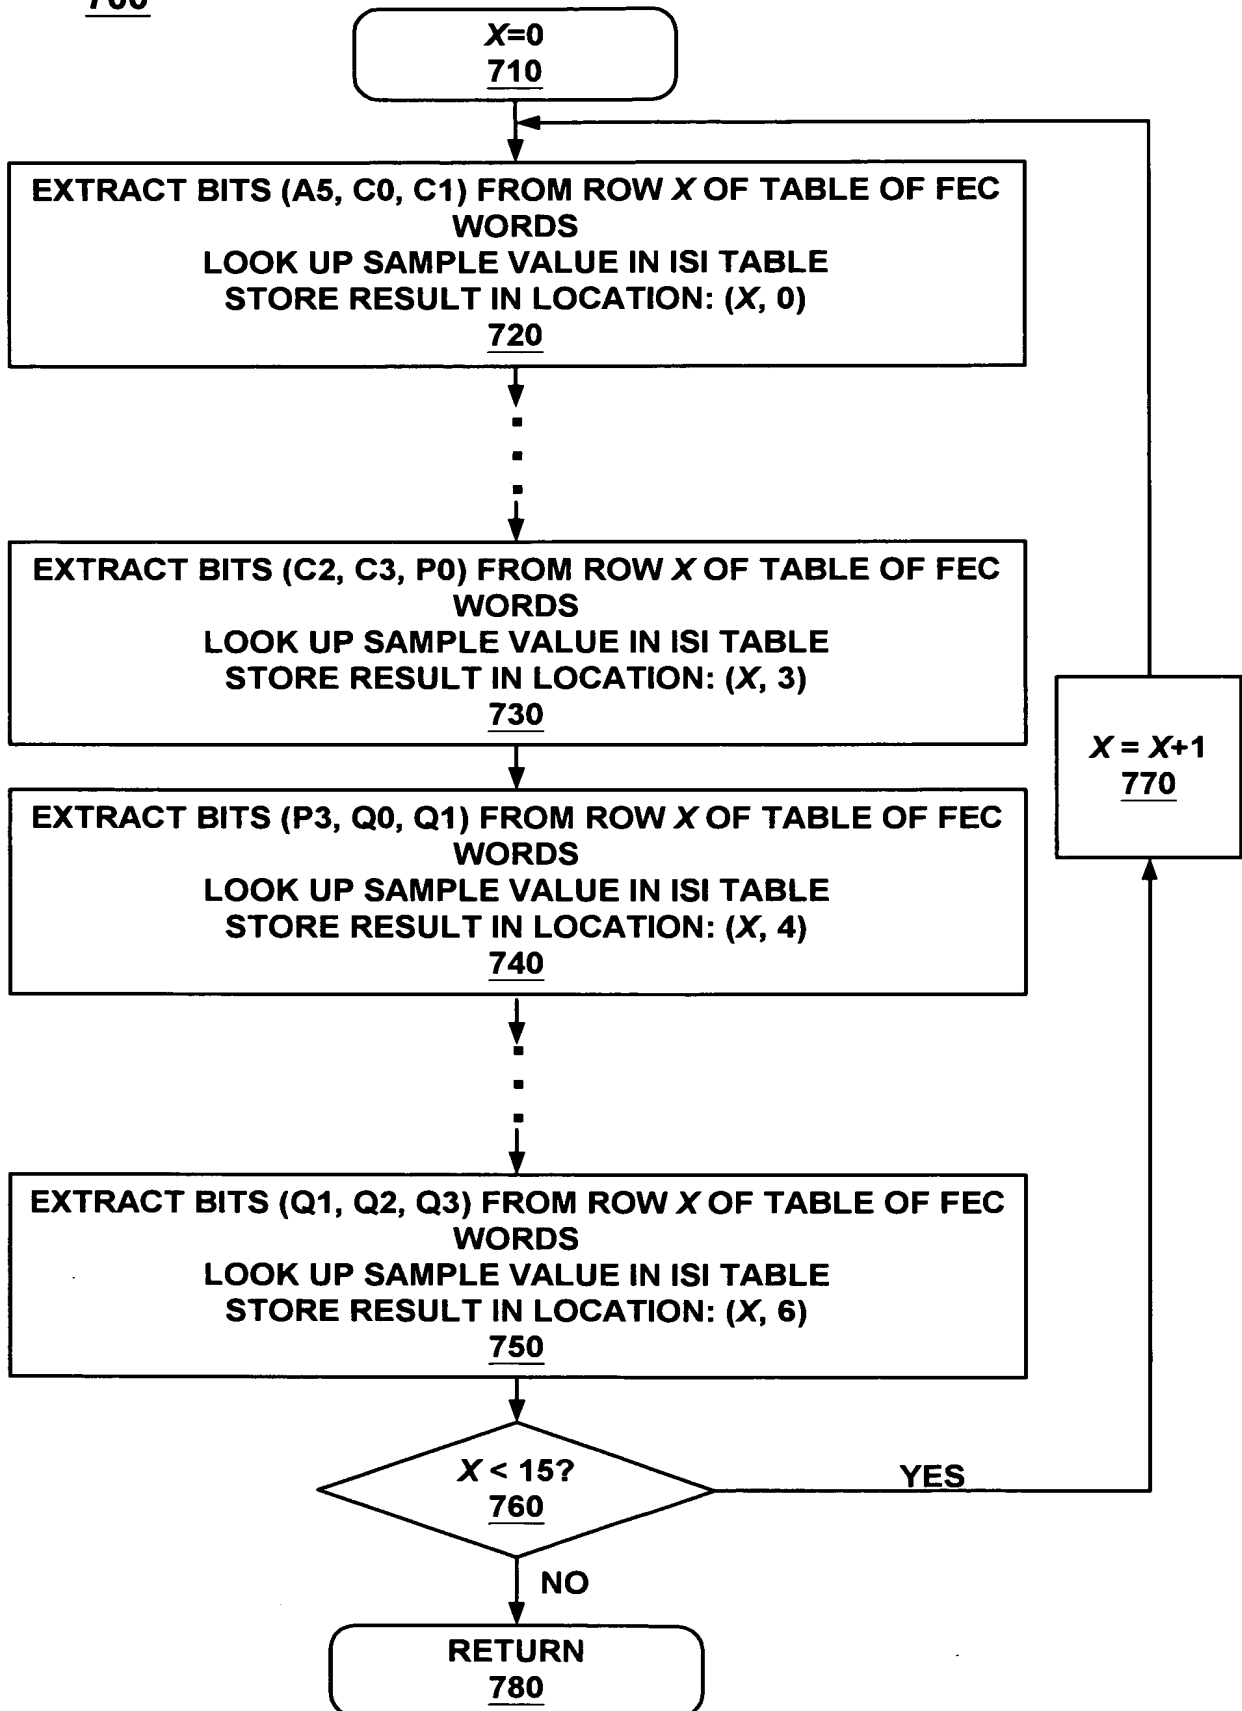 700
X=0
710
EXTRACT BITS (A5, C0, C1) FROM ROW X OF TABLE OF FEC
WORDS
LOOK UP SAMPLE VALUE IN ISI TABLE
STORE RESULT IN LOCATION: (X, 0)
720
EXTRACT BITS (C2, C3, P0) FROM ROW X OF TABLE OF FEC
WORDS
LOOK UP SAMPLE VALUE IN ISI TABLE
STORE RESULT IN LOCATION: (X, 3)
730
X = X+1
770
EXTRACT BITS (P3, Q0, Q1) FROM ROW X OF TABLE OF FEC
WORDS
LOOK UP SAMPLE VALUE IN ISI TABLE
STORE RESULT IN LOCATION: (X, 4)
740
EXTRACT BITS (Q1, Q2, Q3) FROM ROW X OF TABLE OF FEC
WORDS
LOOK UP SAMPLE VALUE IN ISI TABLE
STORE RESULT IN LOCATION: (X, 6)
750
X < 15?
760
YES
NO
RETURN
780